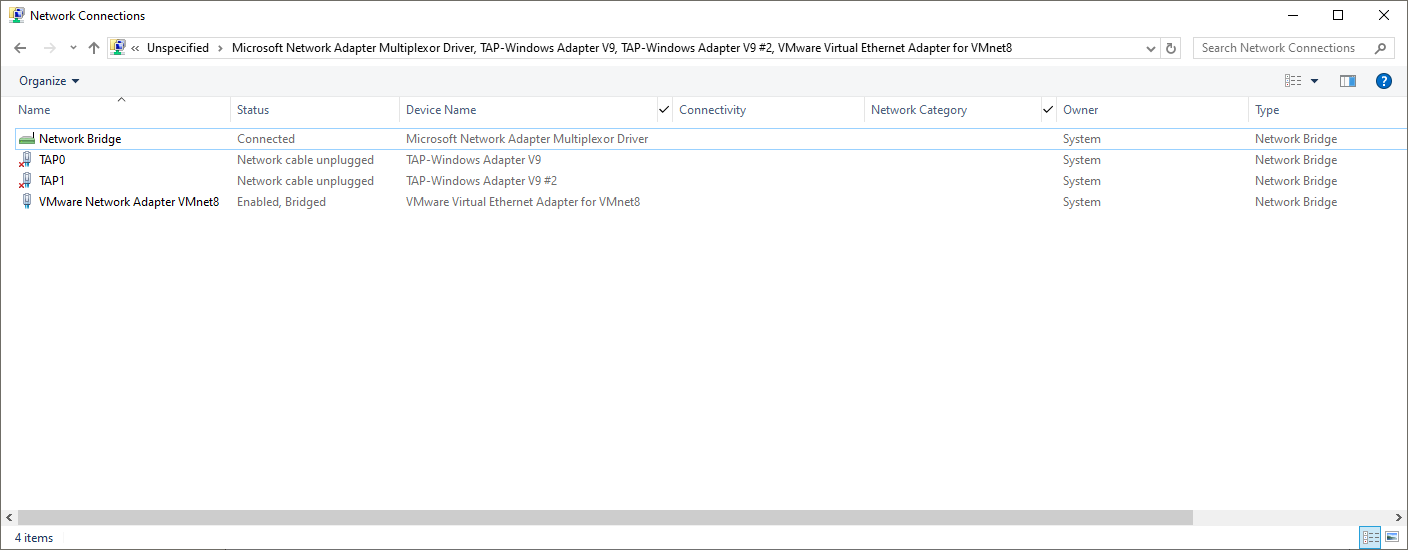 Network Connections
« Unspecified > Microsoft Network Adapter Multiplexor Driver, TAP-Windows Adapter V9, TAP-Windows Adapter V9 #2, VMware Virtual Ethernet Adapter for VMnet8 Search Network Connections
Organize
Name Status Device Name Connectivity Network Category Owner Type
Network Bridge Connected Microsoft Network Adapter Multiplexor Driver System Network Bridge
TAP0 Network cable unplugged TAP-Windows Adapter V9 System Network Bridge
TAP1 Network cable unplugged TAP-Windows Adapter V9 #2 System Network Bridge
VMware Network Adapter VMnet8 Enabled, Bridged VMware Virtual Ethernet Adapter for VMnet8 System Network Bridge
4 items